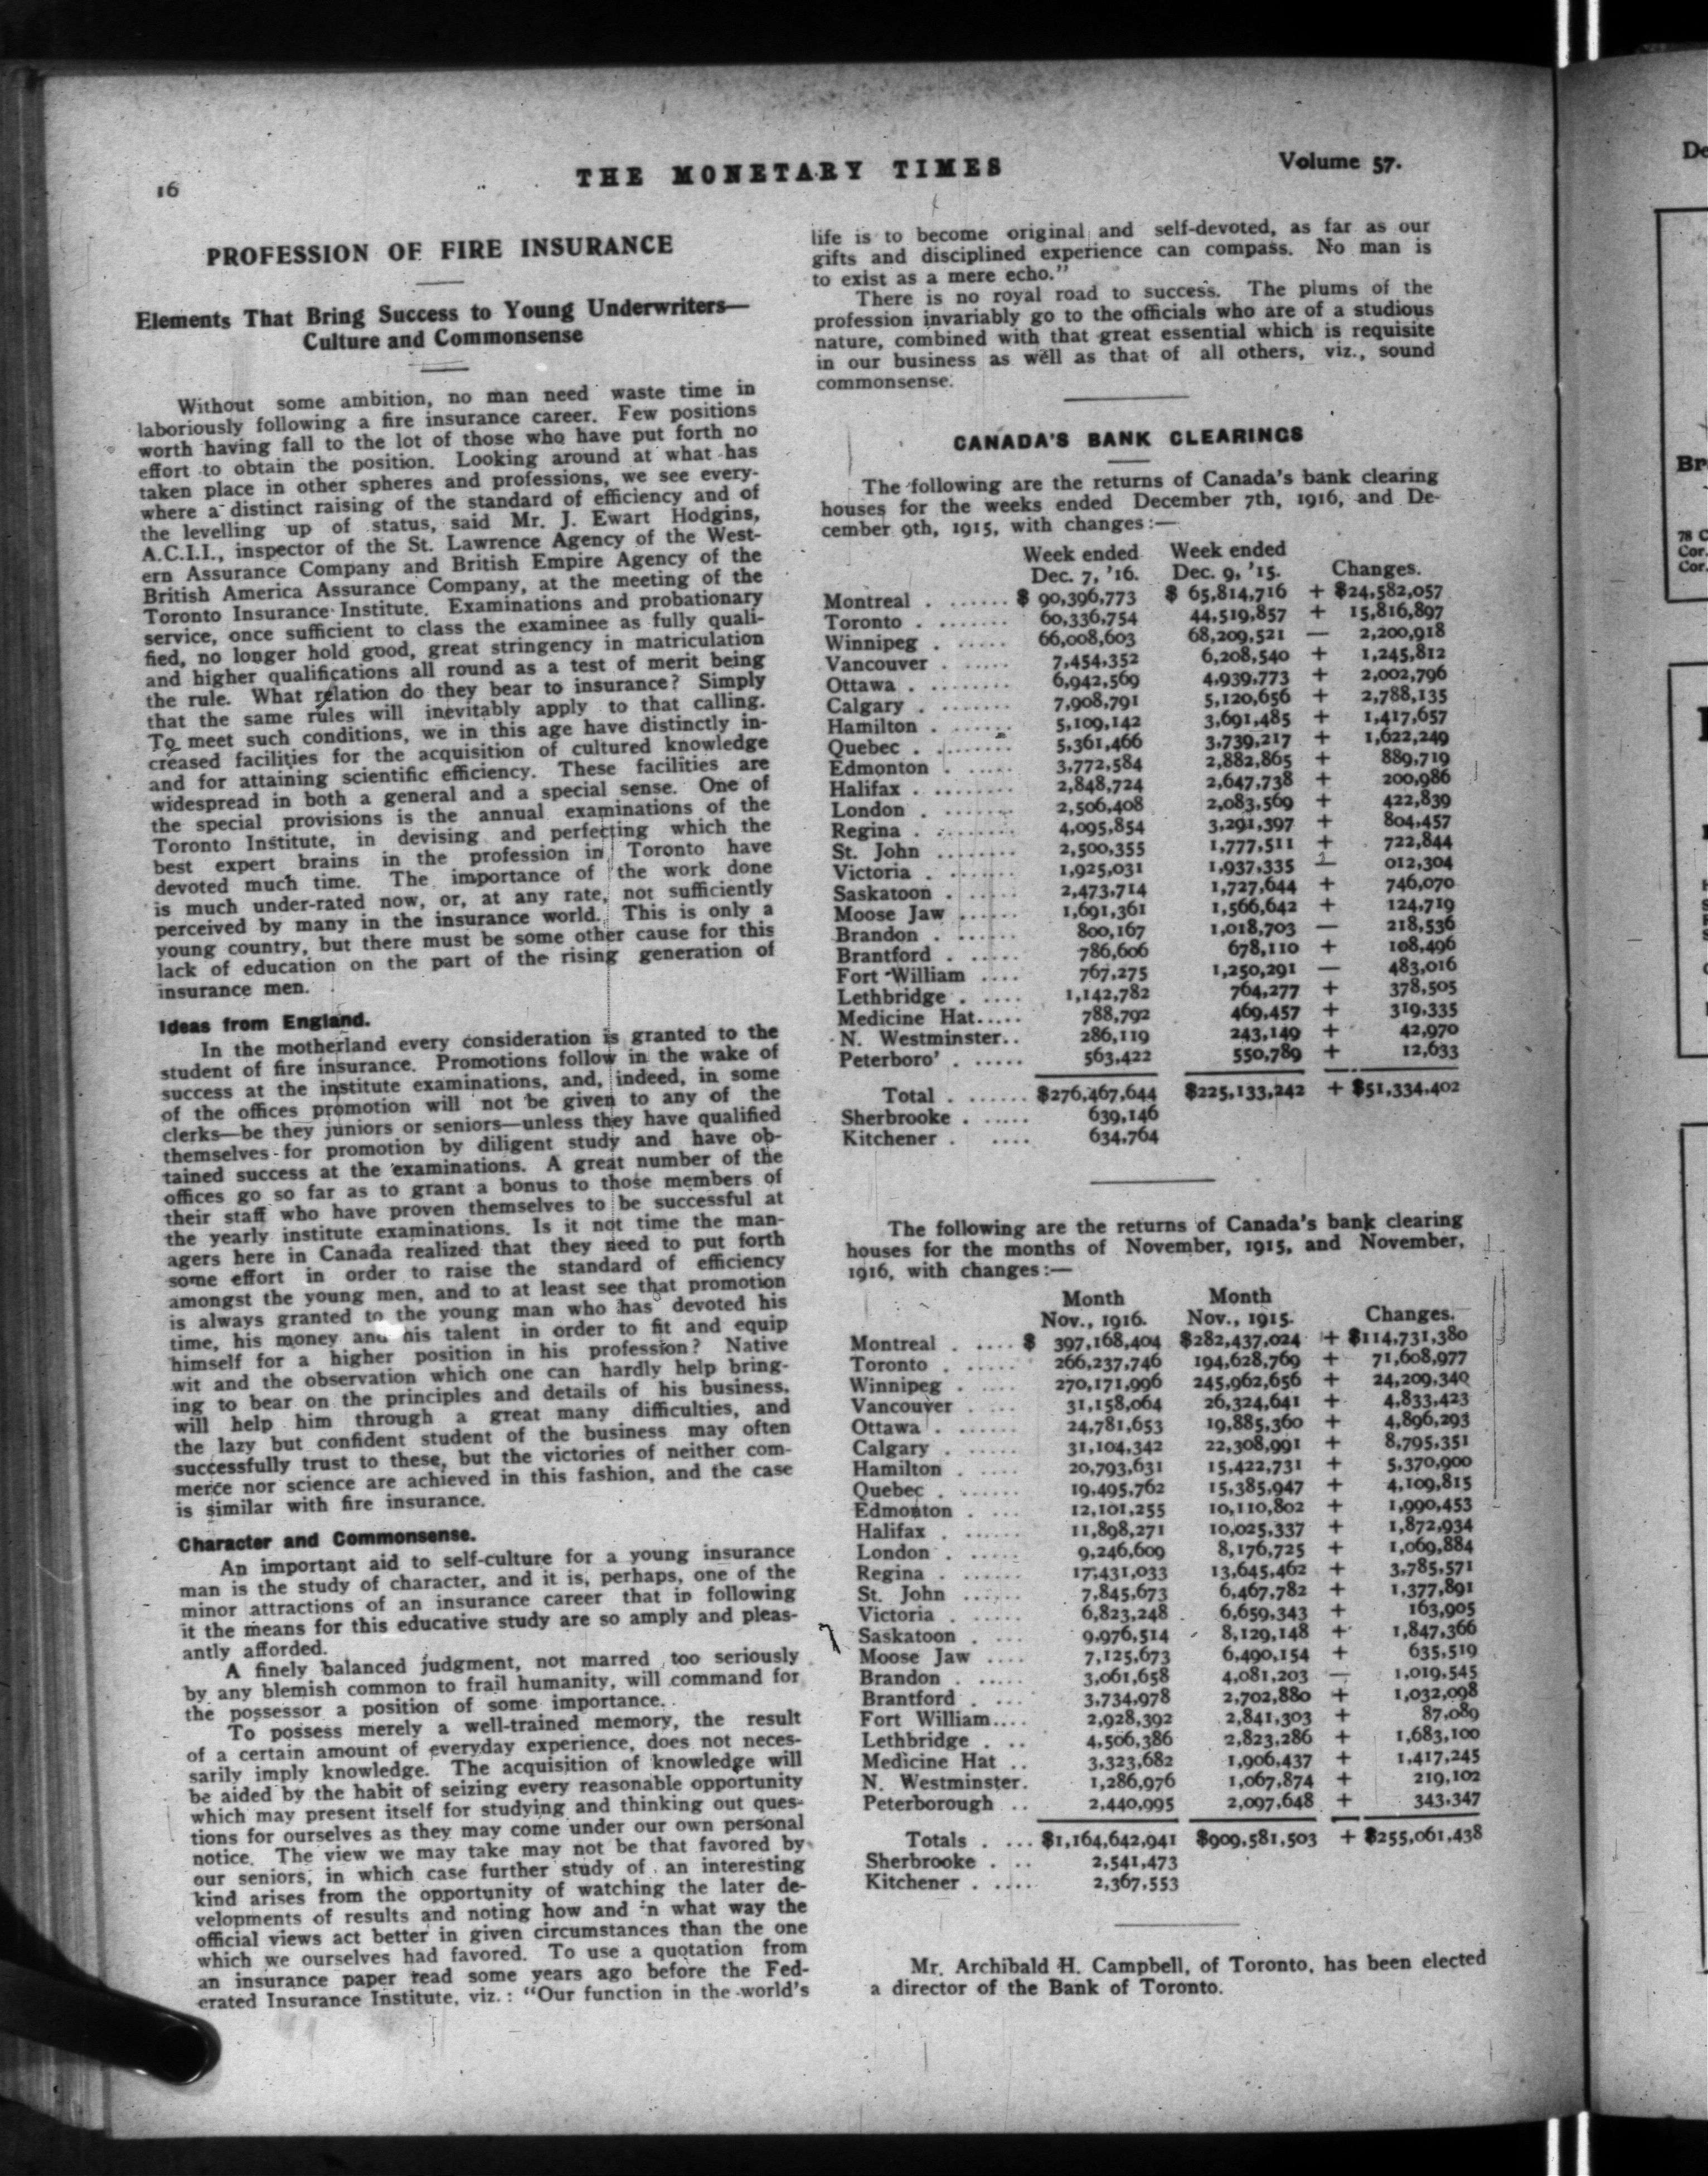 16
THE MONETARY TIMES
Volume 57.
PROFESSION OF FIRE INSURANCE
Elements That Bring Success to Young Underwriters—
Culture and Commonsense
Without some ambition, no man need waste time in
laboriously following a fire insurance career. Few positions
worth having fall to the lot of those who have put forth no
effort to obtain the position. Looking around at what has
taken place in other spheres and professions, we see every-
where a distinct raising of the standard of efficiency and of
the levelling up of status, said Mr. J. Ewart Hodgins,
A.C.I.I., inspector of the St. Lawrence Agency of the West-
ern Assurance Company and British Empire Agency of the
British America Assurance Company, at the meeting of the
Toronto Insurance Institute. Examinations and probationary
service, once sufficient to class the examinee as fully quali-
fied, no longer hold good, great stringency in matriculation
and higher qualifications all round as a test of merit being
the rule. What relation do they bear to insurance? Simply
that the same rules will inevitably apply to that calling.
To meet such conditions, we in this age have distinctly in-
creased facilities for the acquisition of cultured knowledge
and for attaining scientific efficiency. These facilities are
widespread in both a general and a special sense. One of
the special provisions is the annual examinations of the
Toronto Institute, in devising and perfecting which the
best expert brains in the profession in Toronto have
devoted much time. The importance of the work done
is much under-rated now, or, at any rate, not sufficiently
perceived by many in the insurance world. This is only a
young country, but there must be some other cause for this
lack of education on the part of the rising generation of
insurance men.
Ideas from England.
In the motherland every consideration is granted to the
student of fire insurance. Promotions follow in the wake of
success at the institute examinations, and, indeed, in some
of the offices promotion will not be given to any of the
clerks—be they juniors or seniors—unless they have qualified
themselves for promotion by diligent study and have ob-
tained success at the examinations. A great number of the
offices go so far as to grant a bonus to those members of
their staff who have proven themselves to be successful at
the yearly institute examinations. Is it not time the man-
agers here in Canada realized that they need to put forth
some effort in order to raise the standard of efficiency
amongst the young men, and to at least see that promotion
is always granted to the young man who has devoted his
time, his money and his talent in order to fit and equip
himself for a higher position in his profession? Native
wit and the observation which one can hardly help bring-
ing to bear on the principles and details of his business,
will help him through a great many difficulties, and
the lazy but confident student of the business may often
successfully trust to these, but the victories of neither com-
merce nor science are achieved in this fashion, and the case
is similar with fire insurance.
Character and Commonsense.
An important aid to self-culture for a young insurance
man is the study of character, and it is, perhaps, one of the
minor attractions of an insurance career that in following
it the means for this educative study are so amply and pleas-
antly afforded.
A finely balanced judgment, not marred too seriously
by any blemish common to frail humanity, will command for
the possessor a position of some importance.
To possess merely a well-trained memory, the result
of a certain amount of everyday experience, does not neces-
sarily imply knowledge. The acquisition of knowledge will
be aided by the habit of seizing every reasonable opportunity
which may present itself for studying and thinking out ques-
tions for ourselves as they may come under our own personal
notice. The view we may take may not be that favored by
our seniors, in which case further study of an interesting
kind arises from the opportunity of watching the later de-
velopments of results and noting how and in what way the
official views act better in given circumstances than the one
which we ourselves had favored. To use a quotation from
an insurance paper read some years ago before the Fed-
erated Insurance Institute, viz.: "Our function in the world's
life is to become original and self-devoted, as far as our
gifts and disciplined experience can compass. No man is
to exist as a mere echo."
There is no royal road to success. The plums of the
profession invariably go to the officials who are of a studious
nature, combined with that great essential which is requisite
in our business as well as that of all others, viz., sound
commonsense.
CANADA'S BANK CLEARINGS
The following are the returns of Canada's bank clearing
houses for the weeks ended December 7th, 1916, and De-
cember 9th, 1915, with changes:—
Week ended Week ended
Dec. 7, '16. Dec. 9, '15. Changes.
Montreal . ...... $ 90,396,773 $ 65,814,716 + $24,582,057
Toronto . ....... 60,336,754 44,519,857 + 15,816,897
Winnipeg . ..... 66,008,603 68,209,521 — 2,200,918
Vancouver . ..... 7,454,352 6,208,540 + 1,245,812
Ottawa . ........ 6,942,569 4,939,773 + 2,002,796
Calgary . ....... 7,908,791 5,120,656 + 2,788,135
Hamilton . ...... 5,109,142 3,691,485 + 1,417,657
Quebec . ........ 5,361,466 3,739,217 + 1,622,249
Edmonton . ..... 3,772,584 2,882,865 + 889,719
Halifax . ........ 2,848,724 2,647,738 + 200,986
London . ........ 2,506,408 2,083,569 + 422,839
Regina . ........ 4,095,854 3,291,397 + 804,457
St. John ........ 2,500,355 1,777,511 + 722,844
Victoria . ....... 1,925,031 1,937,335 — 012,304
Saskatoon . ..... 2,473,714 1,727,644 + 746,070
Moose Jaw ...... 1,691,361 1,566,642 + 124,719
Brandon . ...... 800,167 1,018,703 — 218,536
Brantford . ..... 786,606 678,110 + 108,496
Fort William .... 767,275 1,250,291 — 483,016
Lethbridge . .... 1,142,782 764,277 + 378,505
Medicine Hat..... 788,792 469,457 + 319,335
N. Westminster.. 286,119 243,149 + 42,970
Peterboro' . ..... 563,422 550,789 + 12,633
Total . ...... $276,467,644 $225,133,242 + $51,334,402
Sherbrooke . ..... 639,146
Kitchener . .... 634,764
The following are the returns of Canada's bank clearing
houses for the months of November, 1915, and November,
1916, with changes:—
Month Month
Nov., 1916. Nov., 1915. Changes.
Montreal . .... $ 397,168,404 $282,437,024 + $114,731,380
Toronto . ..... 266,237,746 194,628,769 + 71,608,977
Winnipeg . .... 270,171,996 245,962,656 + 24,209,340
Vancouver . .... 31,158,064 26,324,641 + 4,833,423
Ottawa . ...... 24,781,653 19,885,360 + 4,896,293
Calgary . ..... 31,104,342 22,308,991 + 8,795,351
Hamilton . .... 20,793,631 15,422,731 + 5,370,900
Quebec . ...... 19,495,762 15,385,947 + 4,109,815
Edmonton . ... 12,101,255 10,110,802 + 1,990,453
Halifax . ...... 11,898,271 10,025,337 + 1,872,934
London . ..... 9,246,609 8,176,725 + 1,069,884
Regina . ...... 17,431,033 13,645,462 + 3,785,571
St. John ...... 7,845,673 6,467,782 + 1,377,891
Victoria . ..... 6,823,248 6,659,343 + 163,905
Saskatoon . ... 9,976,514 8,129,148 + 1,847,366
Moose Jaw .... 7,125,673 6,490,154 + 635,519
Brandon . ..... 3,061,658 4,081,203 — 1,019,545
Brantford . ... 3,734,978 2,702,880 + 1,032,098
Fort William.... 2,928,392 2,841,303 + 87,089
Lethbridge . .. 4,506,386 2,823,286 + 1,683,100
Medicine Hat .. 3,323,682 1,906,437 + 1,417,245
N. Westminster. 1,286,976 1,067,874 + 219,102
Peterborough .. 2,440,995 2,097,648 + 343,347
Totals . ... $1,164,642,941 $909,581,503 + $255,061,438
Sherbrooke . ... 2,541,473
Kitchener . .... 2,367,553
Mr. Archibald H. Campbell, of Toronto, has been elected
a director of the Bank of Toronto.
De
Br
78 C
Cor.
Cor.